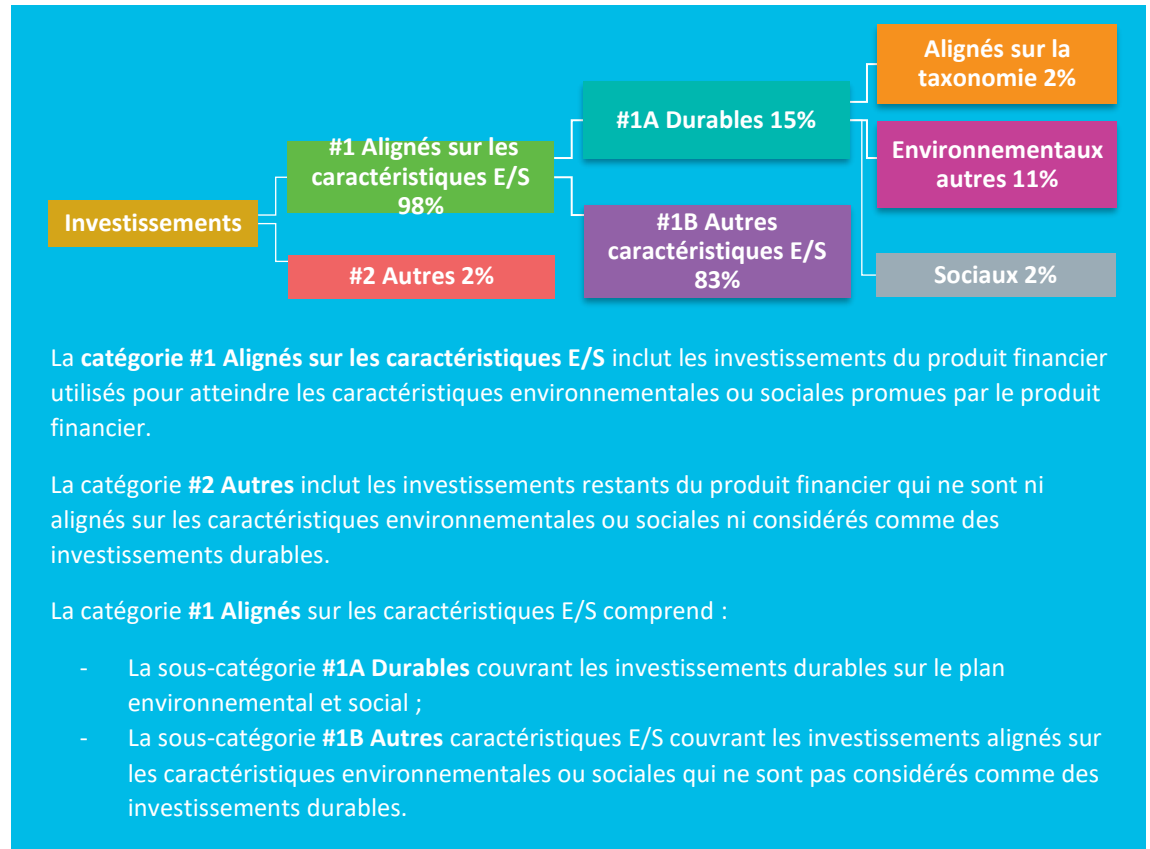 Investissements
#1 Alignés sur les
caractéristiques E/S
98%
#2 Autres 2%
#1A Durables 15%
#1B Autres
caractéristiques E/S
83%
Alignés sur la
taxonomie 2%
Environnementaux
autres 11%
Sociaux 2%
La catégorie #1 Alignés sur les caractéristiques E/S inclut les investissements du produit financier
utilisés pour atteindre les caractéristiques environnementales ou sociales promues par le produit
financier.
La catégorie #2 Autres inclut les investissements restants du produit financier qui ne sont ni
alignés sur les caractéristiques environnementales ou sociales ni considérés comme des
investissements durables.
La catégorie #1 Alignés sur les caractéristiques E/S comprend :
- La sous-catégorie #1A Durables couvrant les investissements durables sur le plan
environnemental et social ;
- La sous-catégorie #1B Autres caractéristiques E/S couvrant les investissements alignés sur
les caractéristiques environnementales ou sociales qui ne sont pas considérés comme des
investissements durables.